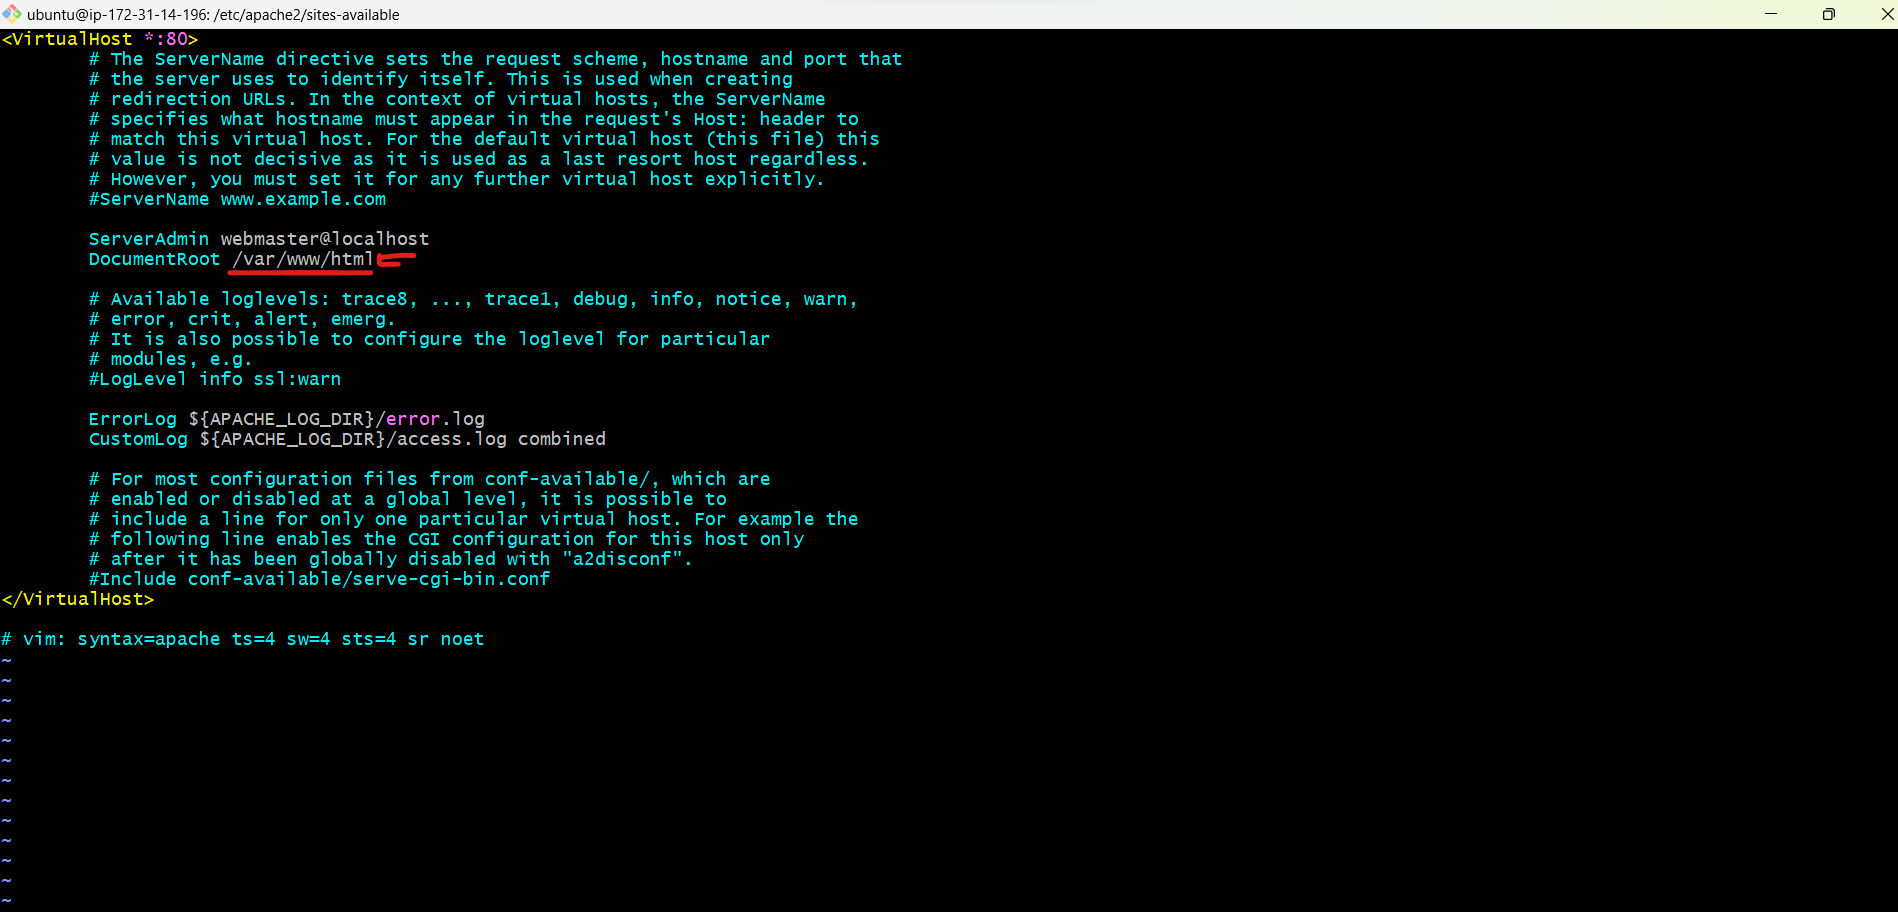 ubuntu@ip-172-31-14-196: /etc/apache2/sites-available
<VirtualHost *:80>
# The ServerName directive sets the request scheme, hostname and port that
# the server uses to identify itself. This is used when creating
# redirection URLs. In the context of virtual hosts, the ServerName
# specifies what hostname must appear in the request's Host: header to
# match this virtual host. For the default virtual host (this file) this
# value is not decisive as it is used as a last resort host regardless.
# However, you must set it for any further virtual host explicitly.
#ServerName www.example.com
ServerAdmin webmaster@localhost
DocumentRoot /var/www/html
# Available loglevels: trace8, ..., trace1, debug, info, notice, warn,
# error, crit, alert, emerg.
# It is also possible to configure the loglevel for particular
# modules, e.g.
#LogLevel info ssl:warn
ErrorLog ${APACHE_LOG_DIR}/error.log
CustomLog ${APACHE_LOG_DIR}/access.log combined
# For most configuration files from conf-available/, which are
# enabled or disabled at a global level, it is possible to
# include a line for only one particular virtual host. For example the
# following line enables the CGI configuration for this host only
# after it has been globally disabled with "a2disconf".
#Include conf-available/serve-cgi-bin.conf
</VirtualHost>
# vim: syntax=apache ts=4 sw=4 sts=4 sr noet
~
~
~
~
~
~
~
~
~
~
~
~
~